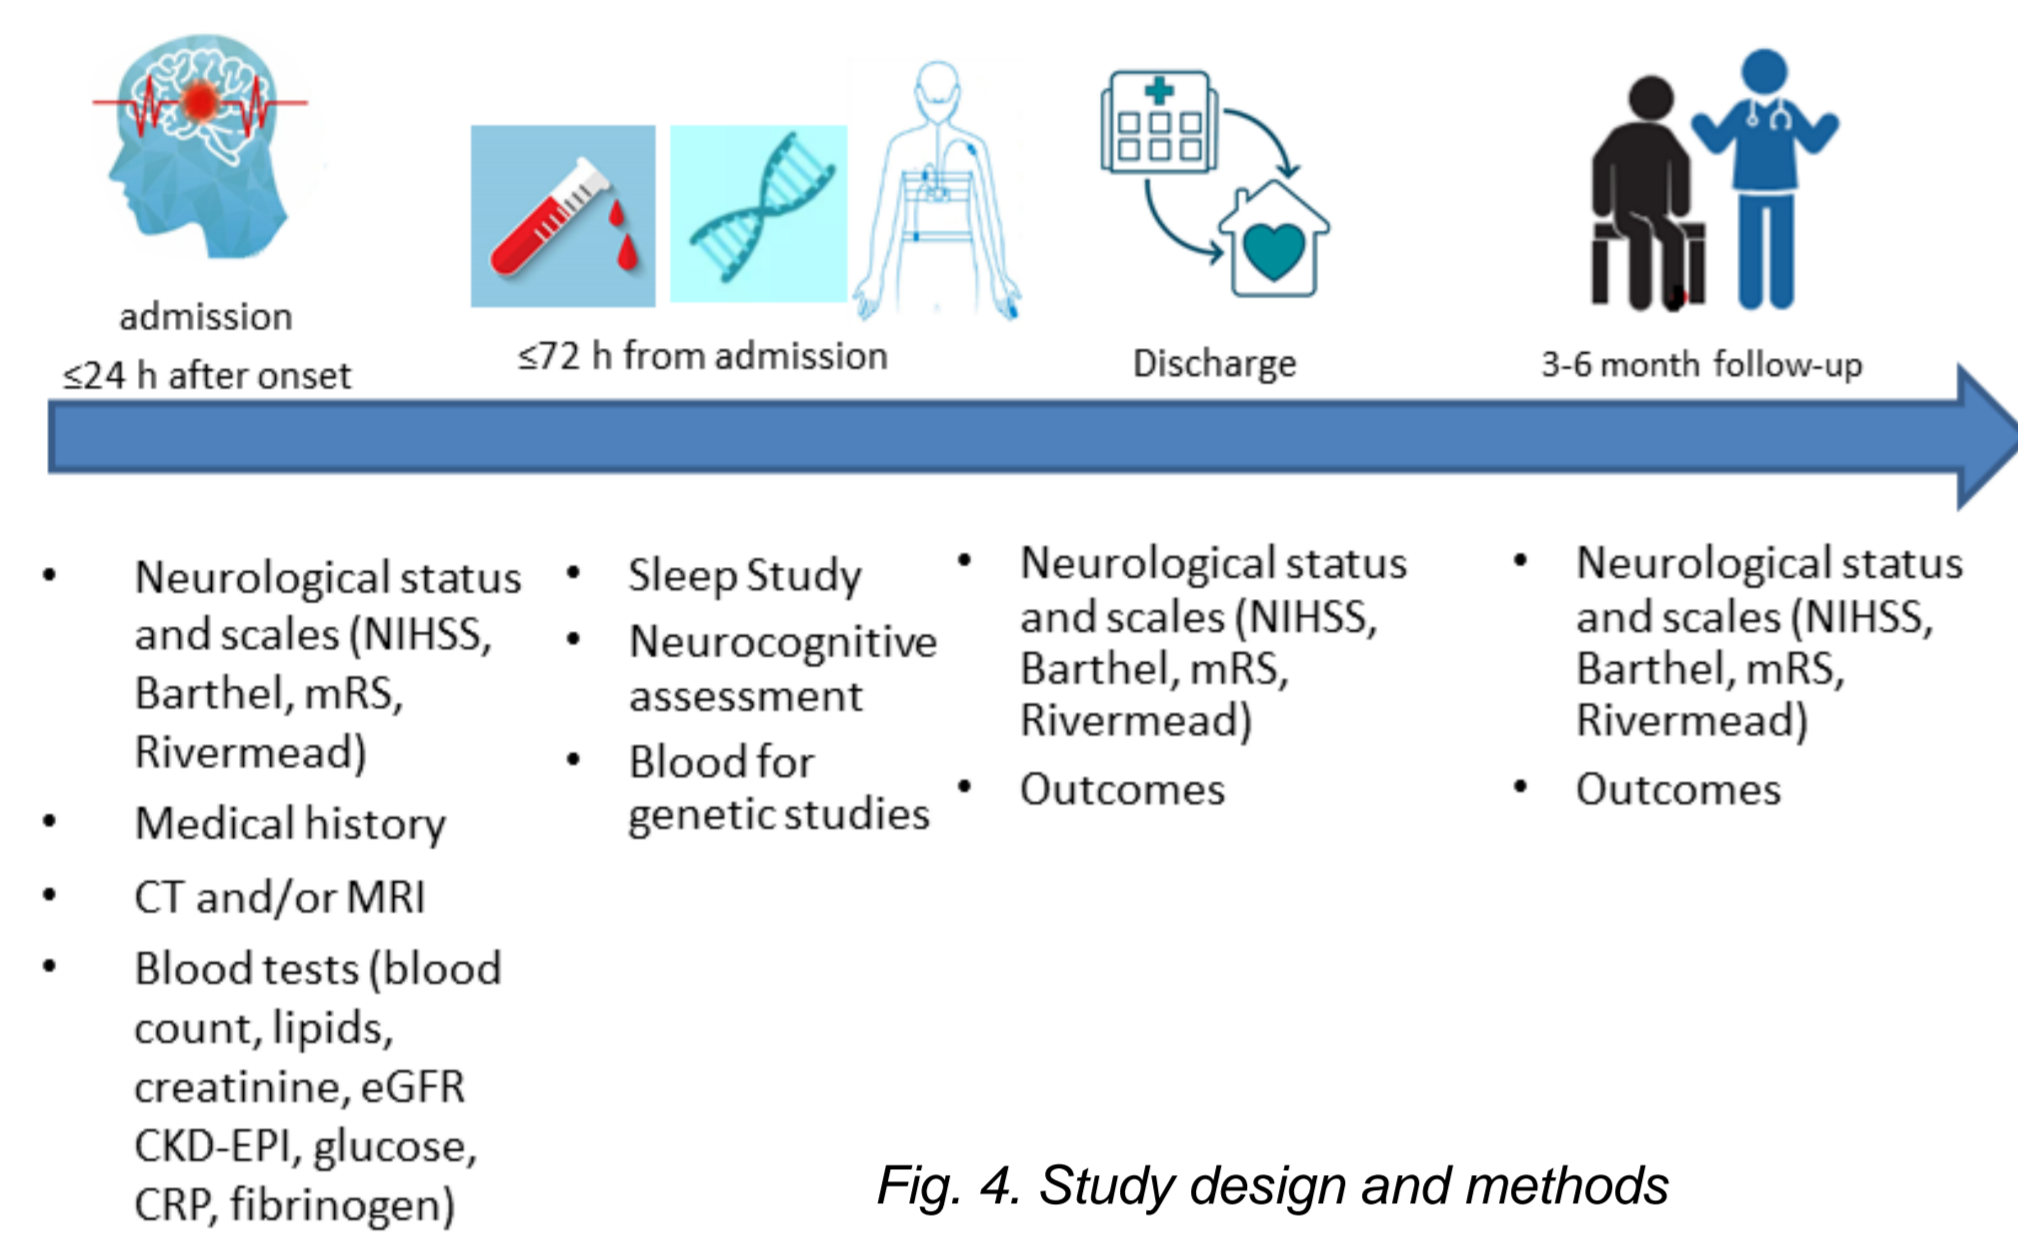 admission
≤24 h after onset
≤72 h from admission
Discharge
3-6 month follow-up
• Neurological status
and scales (NIHSS,
Barthel, mRS,
Rivermead)
• Medical history
• CT and/or MRI
• Blood tests (blood
count, lipids,
creatinine, eGFR
CKD-EPI, glucose,
CRP, fibrinogen)
• Sleep Study
• Neurocognitive
assessment
• Blood for
genetic studies
• Neurological status
and scales (NIHSS,
Barthel, mRS,
Rivermead)
• Outcomes
• Neurological status
and scales (NIHSS,
Barthel, mRS,
Rivermead)
• Outcomes
Fig. 4. Study design and methods